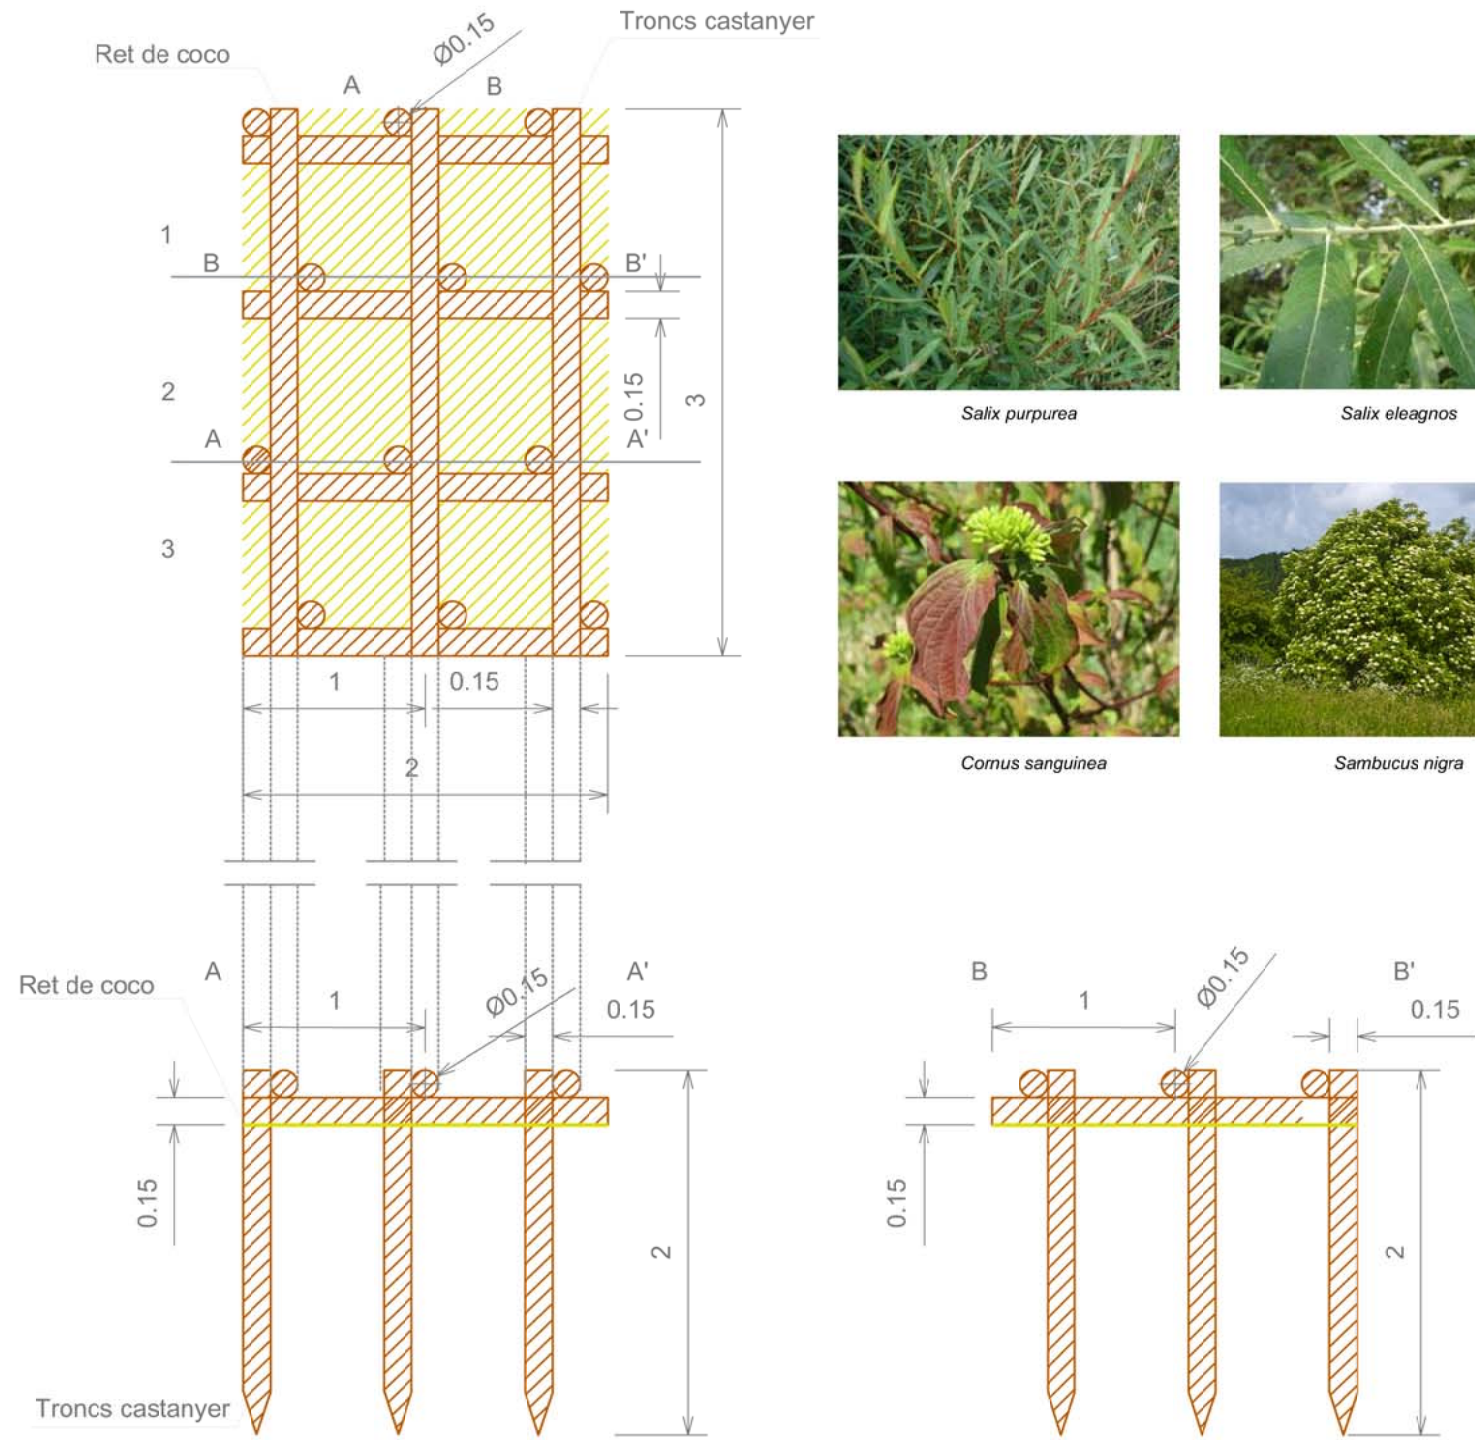 Troncs castanyer
Ø0.15
Ret de coco
A
B
1
B
B'
2
0.15
3
A
A'
3
1
0.15
2
Salix purpurea
Salix eleagnos
Cornus sanguinea
Sambucus nigra
A
A'
Ret de coco
1
Ø0.15
0.15
0.15
2
Troncs castanyer
B
B'
1
Ø0.15
0.15
0.15
2